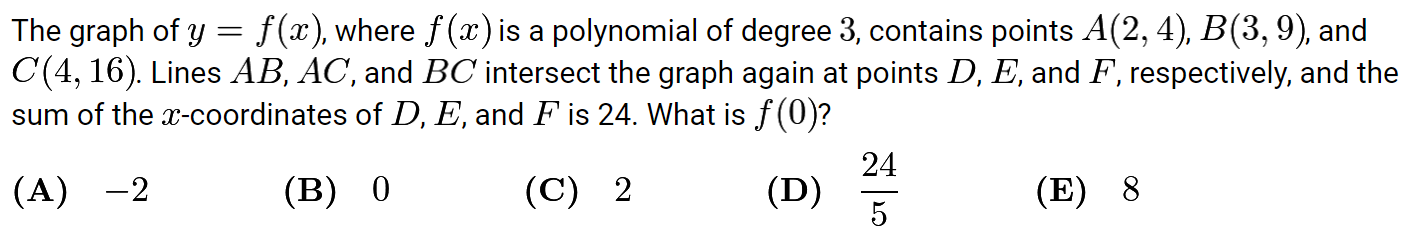 The graph of $y = f(x)$, where $f(x)$ is a polynomial of degree $3$, contains points $A(2,4)$, $B(3,9)$, and
$C(4,16)$. Lines $AB$, $AC$, and $BC$ intersect the graph again at points $D$, $E$, and $F$, respectively, and the
sum of the $x$-coordinates of $D$, $E$, and $F$ is 24. What is $f(0)$?
(A) $-2$ (B) $0$ (C) $2$ (D) $\frac{24}{5}$ (E) $8$